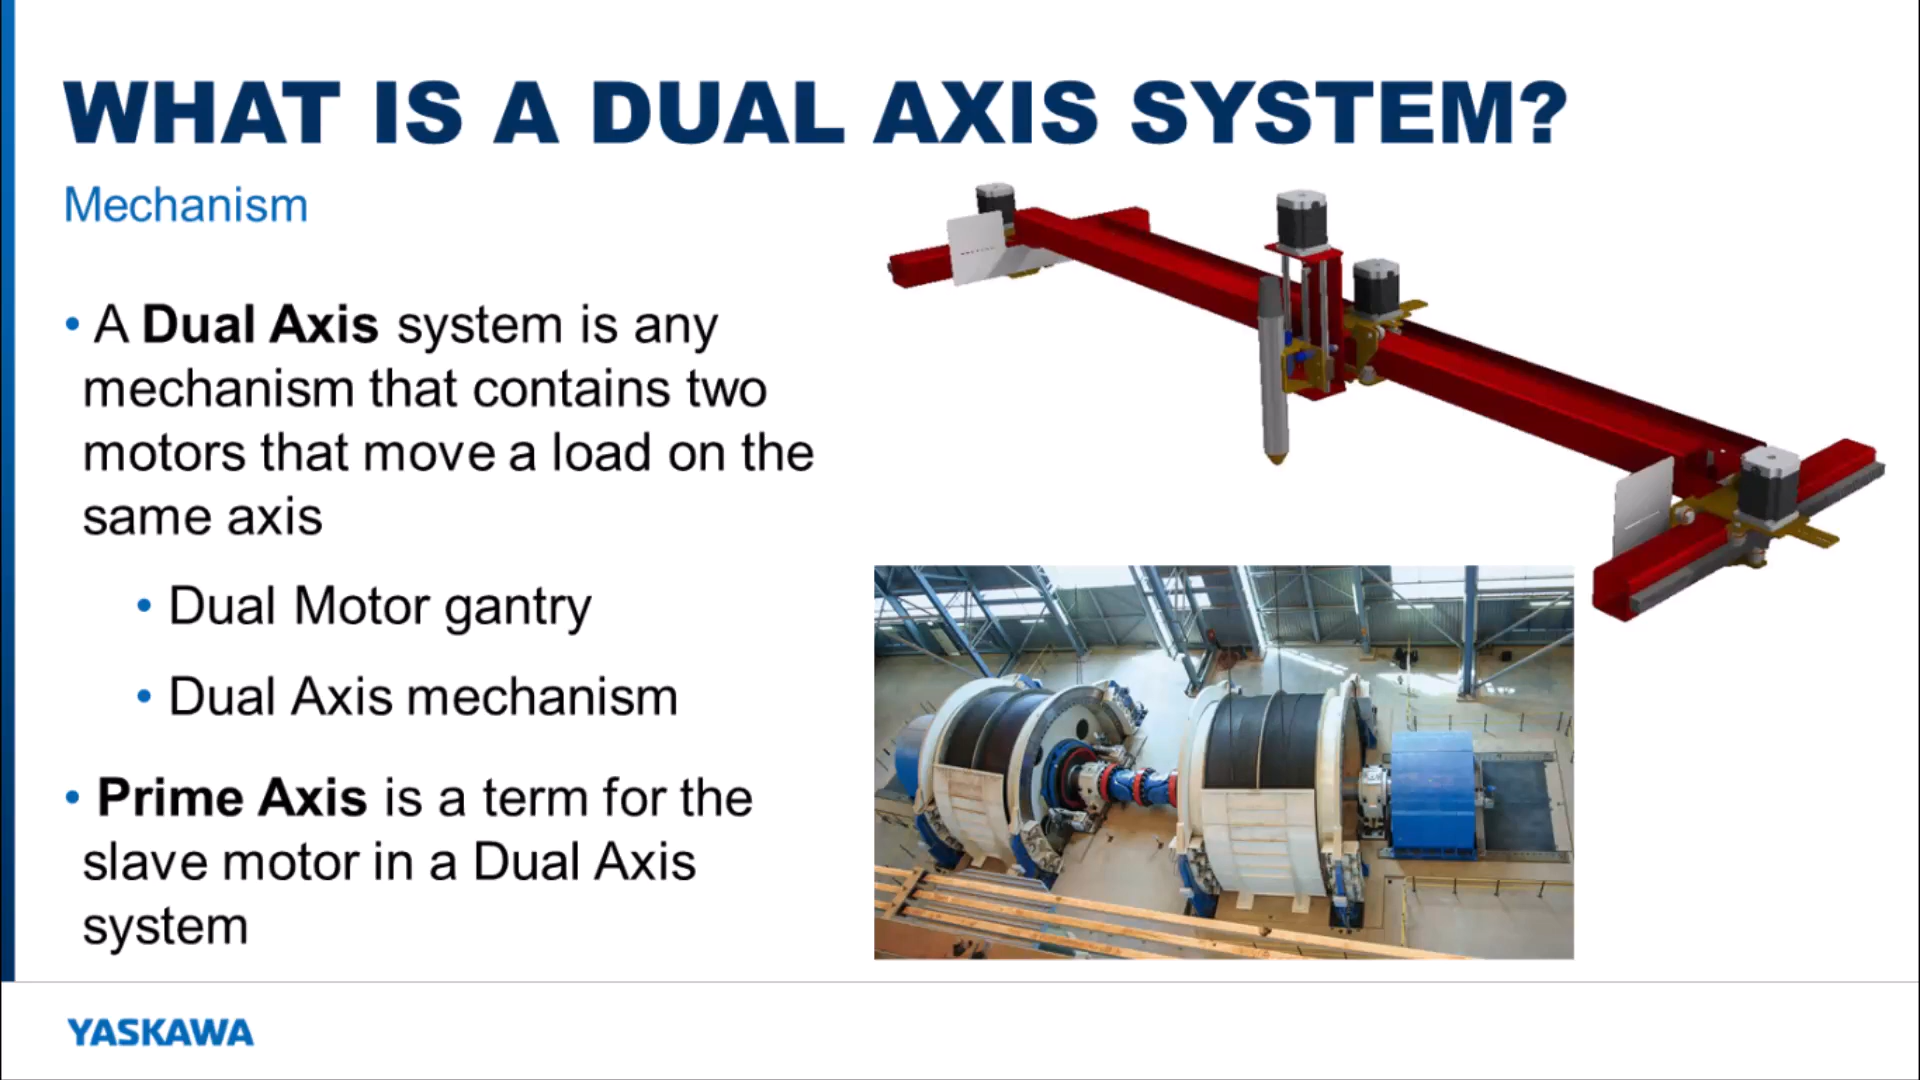 WHAT IS A DUAL AXIS SYSTEM?
Mechanism
• A Dual Axis system is any
mechanism that contains two
motors that move a load on the
same axis
• Dual Motor gantry
• Dual Axis mechanism
• Prime Axis is a term for the
slave motor in a Dual Axis
system
YASKAWA